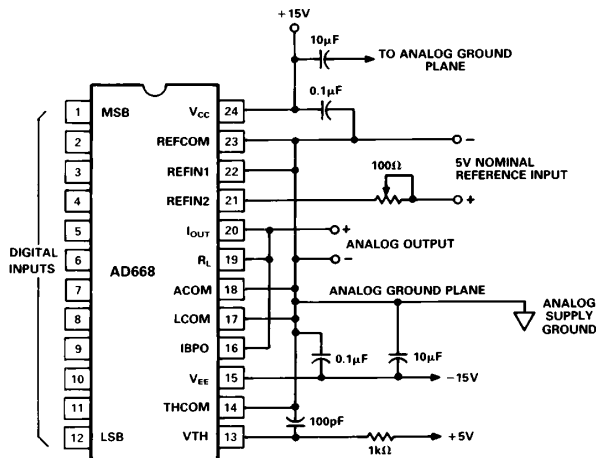 +15V
10μF
TO ANALOG GROUND
PLANE
0.1μF
1 MSB VCC 24
2 REFCOM 23
−
5V NOMINAL
REFERENCE INPUT
3 REFIN1 22
100Ω
4 REFIN2 21
+
5 IOUT 20
+
ANALOG OUTPUT
DIGITAL
INPUTS
6 RL 19
−
AD668
7 ACOM 18
ANALOG GROUND PLANE
8 LCOM 17
ANALOG
SUPPLY
GROUND
9 IBPO 16
0.1μF
10μF
10 VEE 15
−15V
11 THCOM 14
100pF
12 LSB VTH 13
+5V
1kΩ